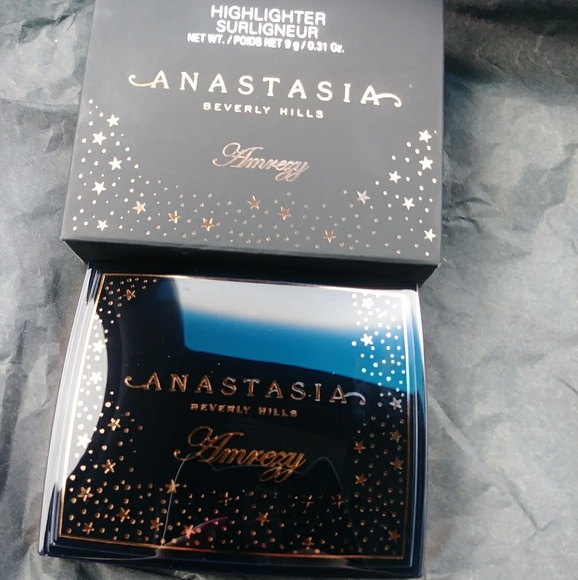 HIGHLIGHTER
SURLIGNEUR
NET WT. / POIDS NET 9 g / 0.31 Oz.
ANASTASIA
BEVERLY HILLS
Amrezy
ANASTASIA
BEVERLY HILLS
Amrezy